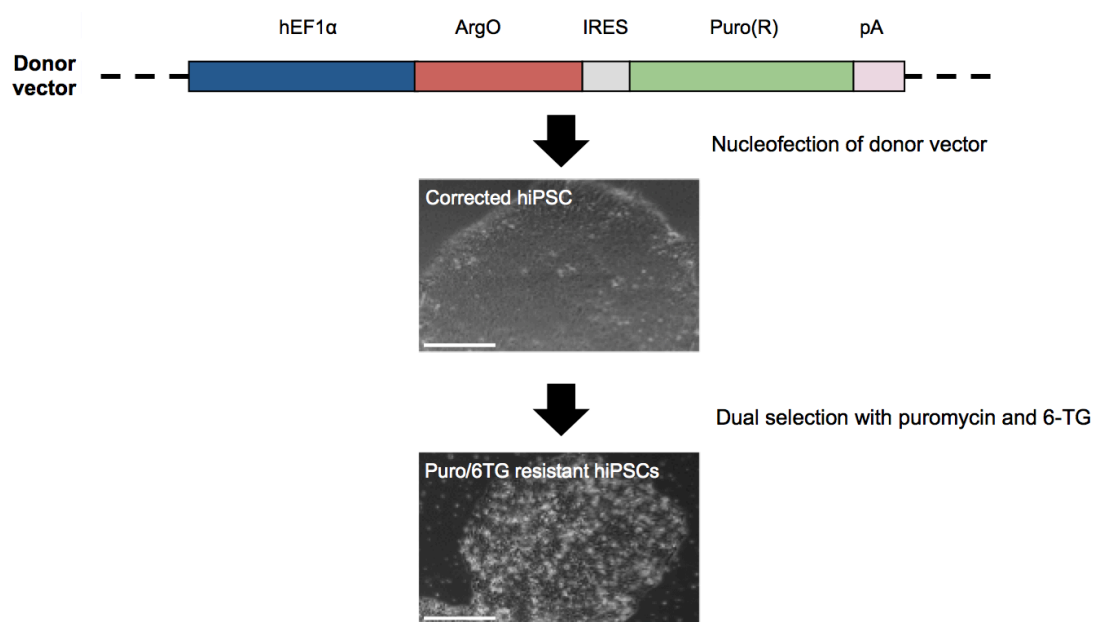 hEF1α ArgO IRES Puro(R) pA
Donor
vector
Nucleofection of donor vector
Corrected hiPSC
Dual selection with puromycin and 6-TG
Puro/6TG resistant hiPSCs